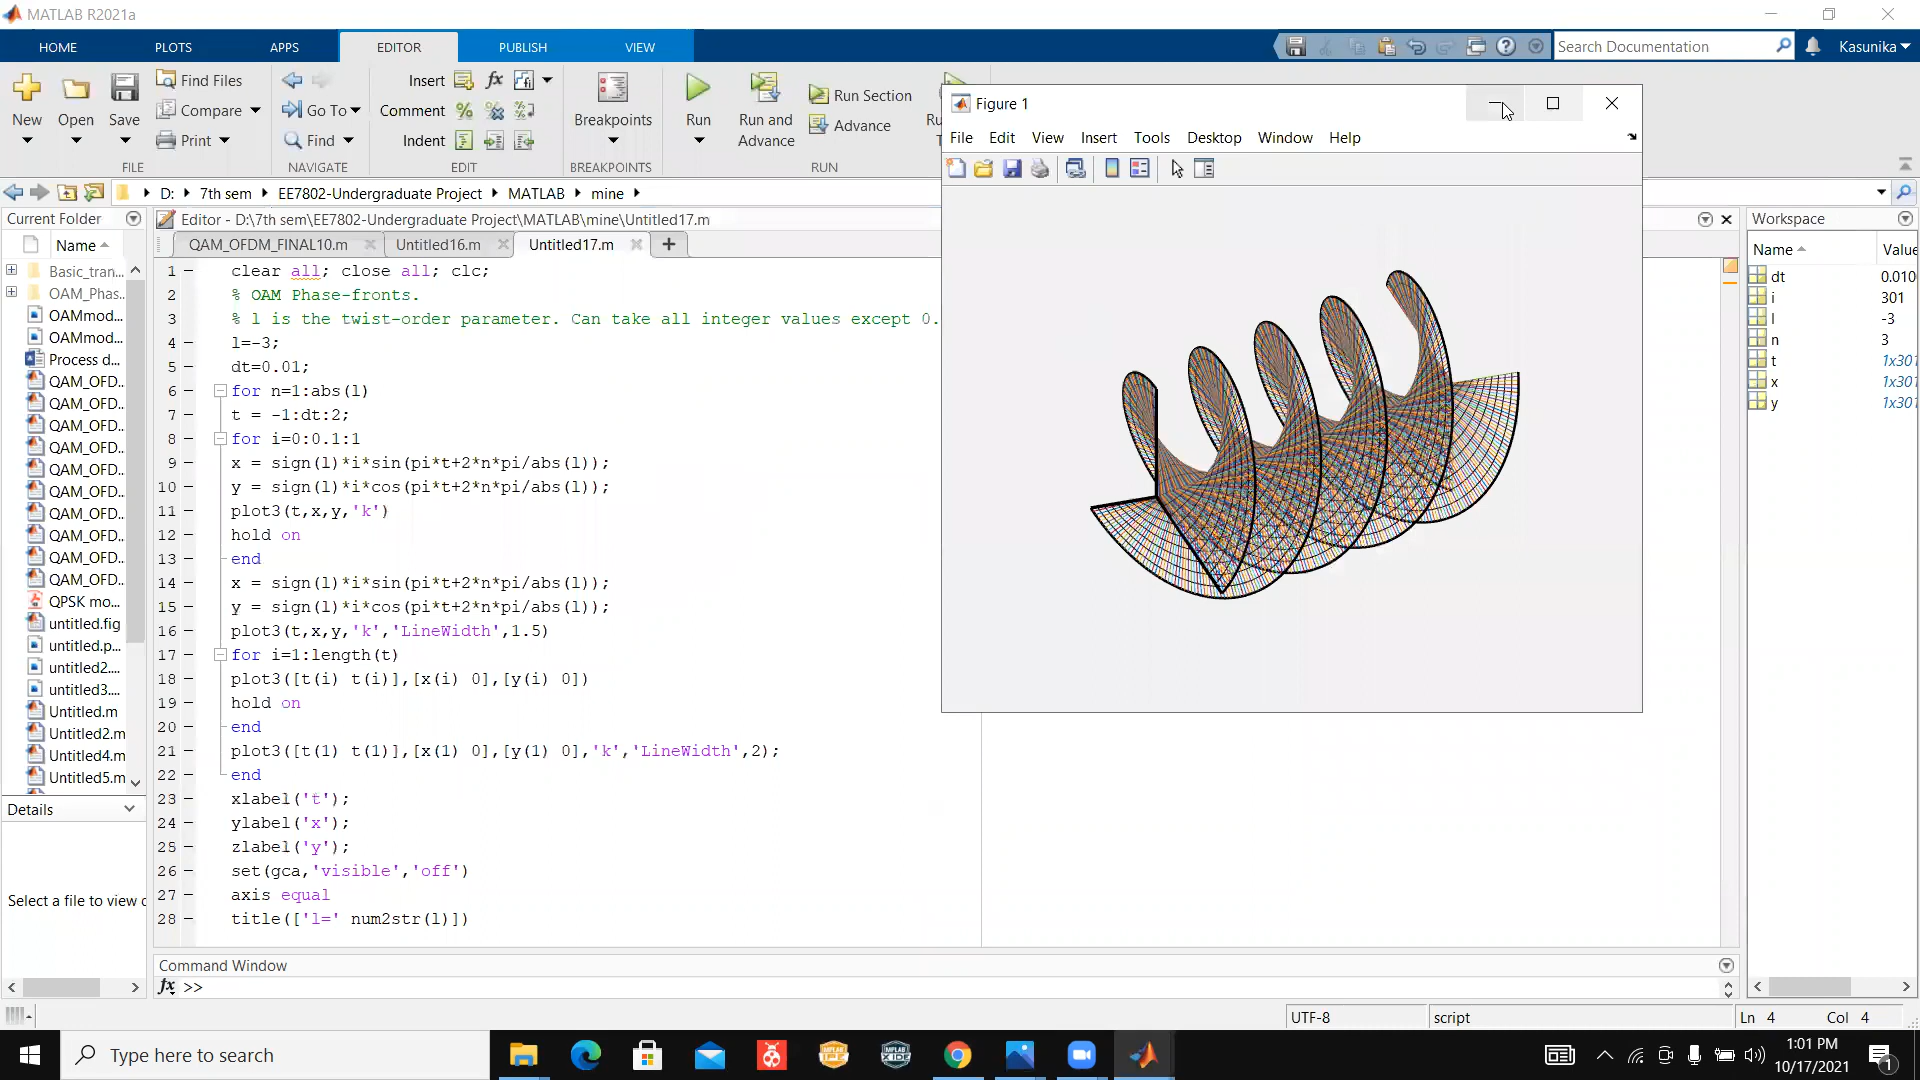 MATLAB R2021a
HOME PLOTS APPS EDITOR PUBLISH VIEW
Search Documentation
Kasunika
New Open Save
Find Files
Compare
Print
FILE
Go To
Find
NAVIGATE
Insert
Comment
Indent
EDIT
Breakpoints
BREAKPOINTS
Run
Run and Advance
Run Section
Advance
RUN
D: 7th sem EE7802-Undergraduate Project MATLAB mine
Current Folder
Name
Basic_tran...
OAM_Phas...
OAMmod...
OAMmod...
Process d...
QAM_OFD...
QAM_OFD...
QAM_OFD...
QAM_OFD...
QAM_OFD...
QAM_OFD...
QAM_OFD...
QAM_OFD...
QAM_OFD...
QAM_OFD...
QPSK mo...
untitled.fig
untitled.p...
untitled2....
untitled3....
Untitled.m
Untitled2.m
Untitled4.m
Untitled5.m
Details
Select a file to view
Editor - D:\7th sem\EE7802-Undergraduate Project\MATLAB\mine\Untitled17.m
QAM_OFDM_FINAL10.m Untitled16.m Untitled17.m
1 clear all; close all; clc;
2 % OAM Phase-fronts.
3 % l is the twist-order parameter. Can take all integer values except 0.
4 l=-3;
5 dt=0.01;
6 for n=1:abs(l)
7 t = -1:dt:2;
8 for i=0:0.1:1
9 x = sign(l)*i*sin(pi*t+2*n*pi/abs(l));
10 y = sign(l)*i*cos(pi*t+2*n*pi/abs(l));
11 plot3(t,x,y,'k')
12 hold on
13 end
14 x = sign(l)*i*sin(pi*t+2*n*pi/abs(l));
15 y = sign(l)*i*cos(pi*t+2*n*pi/abs(l));
16 plot3(t,x,y,'k','LineWidth',1.5)
17 for i=1:length(t)
18 plot3([t(i) t(i)],[x(i) 0],[y(i) 0])
19 hold on
20 end
21 plot3([t(1) t(1)],[x(1) 0],[y(1) 0],'k','LineWidth',2);
22 end
23 xlabel('t');
24 ylabel('x');
25 zlabel('y');
26 set(gca,'visible','off')
27 axis equal
28 title(['l=' num2str(l)])
Command Window
fx >>
Figure 1
File Edit View Insert Tools Desktop Window Help
Workspace
Name Value
dt 0.010
i 301
l -3
n 3
t 1x301
x 1x301
y 1x301
UTF-8 script Ln 4 Col 4
Type here to search
1:01 PM
10/17/2021
1